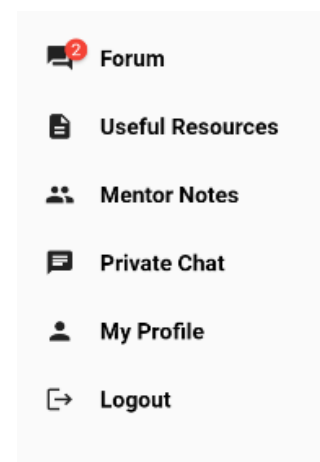 2
Forum
Useful Resources
Mentor Notes
Private Chat
My Profile
Logout